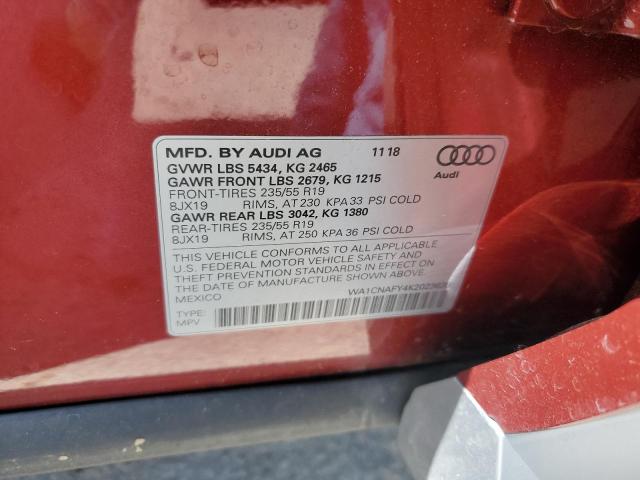 MFD. BY AUDI AG 11 18
GVWR LBS 5434, KG 2465
GAWR FRONT LBS 2679, KG 1215
FRONT-TIRES 235/55 R19
8JX19 RIMS, AT 230 KPA 33 PSI COLD
GAWR REAR LBS 3042, KG 1380
REAR-TIRES 235/55 R19
8JX19 RIMS, AT 250 KPA 36 PSI COLD
Audi
THIS VEHICLE CONFORMS TO ALL APPLICABLE
U.S. FEDERAL MOTOR VEHICLE SAFETY AND
THEFT PREVENTION STANDARDS IN EFFECT ON
THE DATE OF MANUFACTURE SHOWN ABOVE.
MEXICO
TYPE:
MPV